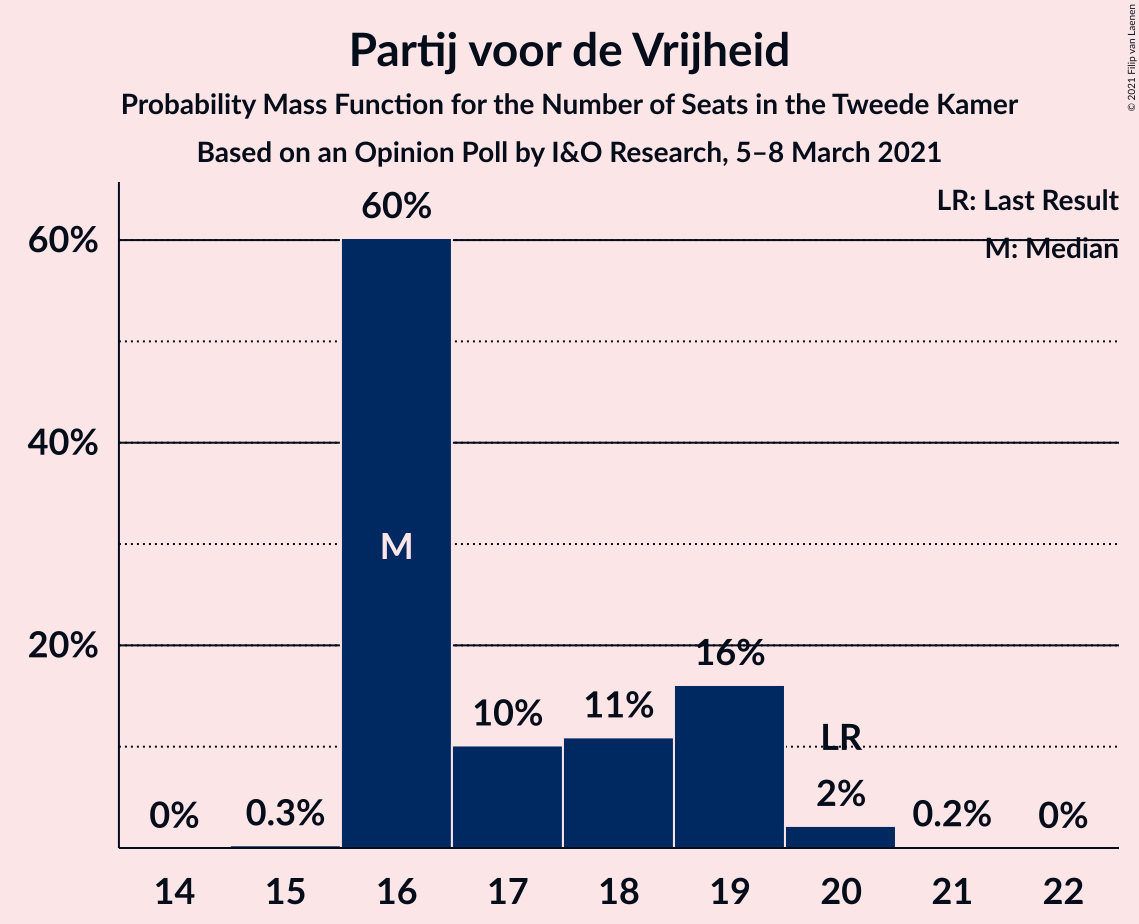 Partij voor de Vrijheid
Probability Mass Function for the Number of Seats in the Tweede Kamer
Based on an Opinion Poll by I&O Research, 5–8 March 2021
© 2021 Filip van Laenen
LR: Last Result
M: Median
60%
40%
20%
0%
0.3%
60%
M
10%
11%
16%
LR
2%
0.2%
0%
14 15 16 17 18 19 20 21 22